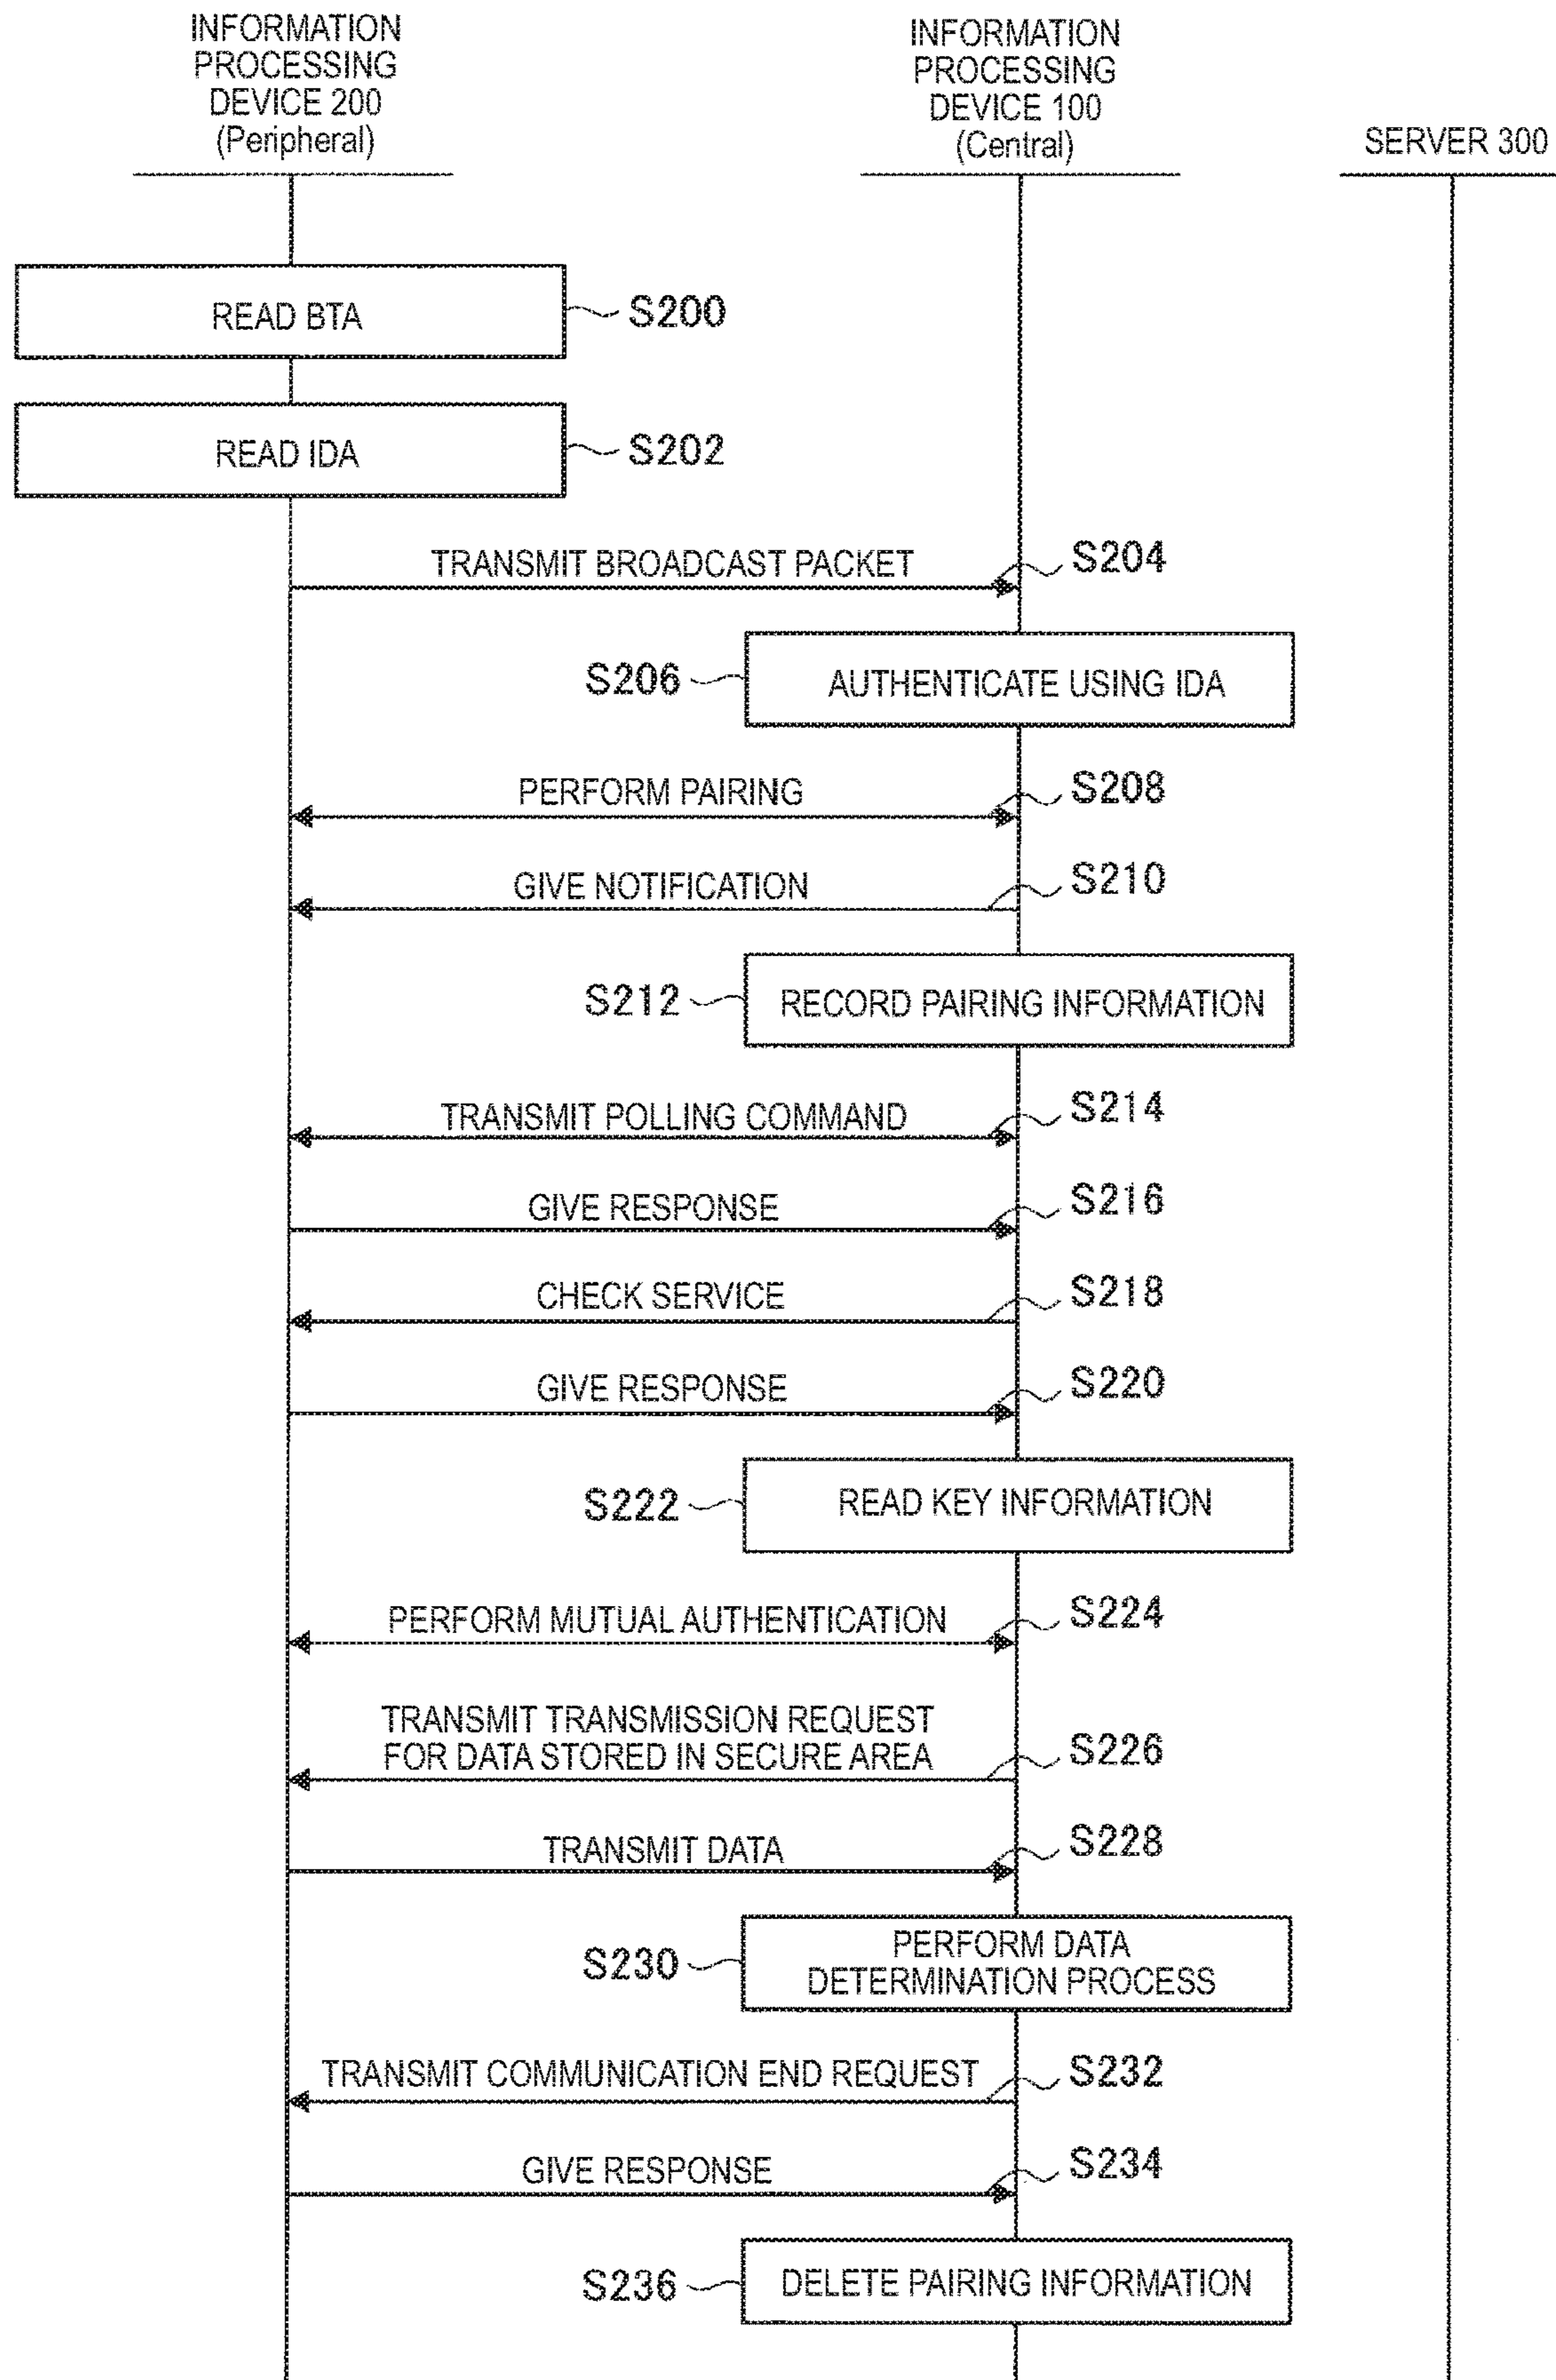 INFORMATION
PROCESSING
DEVICE 200
(Peripheral)
INFORMATION
PROCESSING
DEVICE 100
(Central)
SERVER 300
READ BTA
S200
READ IDA
S202
TRANSMIT BROADCAST PACKET
S204
S206
AUTHENTICATE USING IDA
PERFORM PAIRING
S208
GIVE NOTIFICATION
S210
S212
RECORD PAIRING INFORMATION
TRANSMIT POLLING COMMAND
S214
GIVE RESPONSE
S216
CHECK SERVICE
S218
GIVE RESPONSE
S220
S222
READ KEY INFORMATION
PERFORM MUTUAL AUTHENTICATION
S224
TRANSMIT TRANSMISSION REQUEST
FOR DATA STORED IN SECURE AREA
S226
TRANSMIT DATA
S228
S230
PERFORM DATA
DETERMINATION PROCESS
TRANSMIT COMMUNICATION END REQUEST
S232
GIVE RESPONSE
S234
S236
DELETE PAIRING INFORMATION